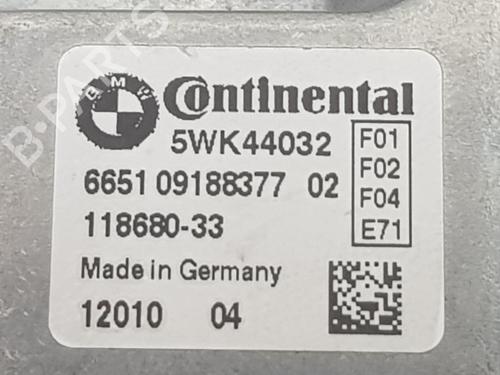 BMW Continental
5WK44032
F01
F02
F04
E71
6651 09188377 02
118680-33
Made in Germany
12010 04
B-PARTS